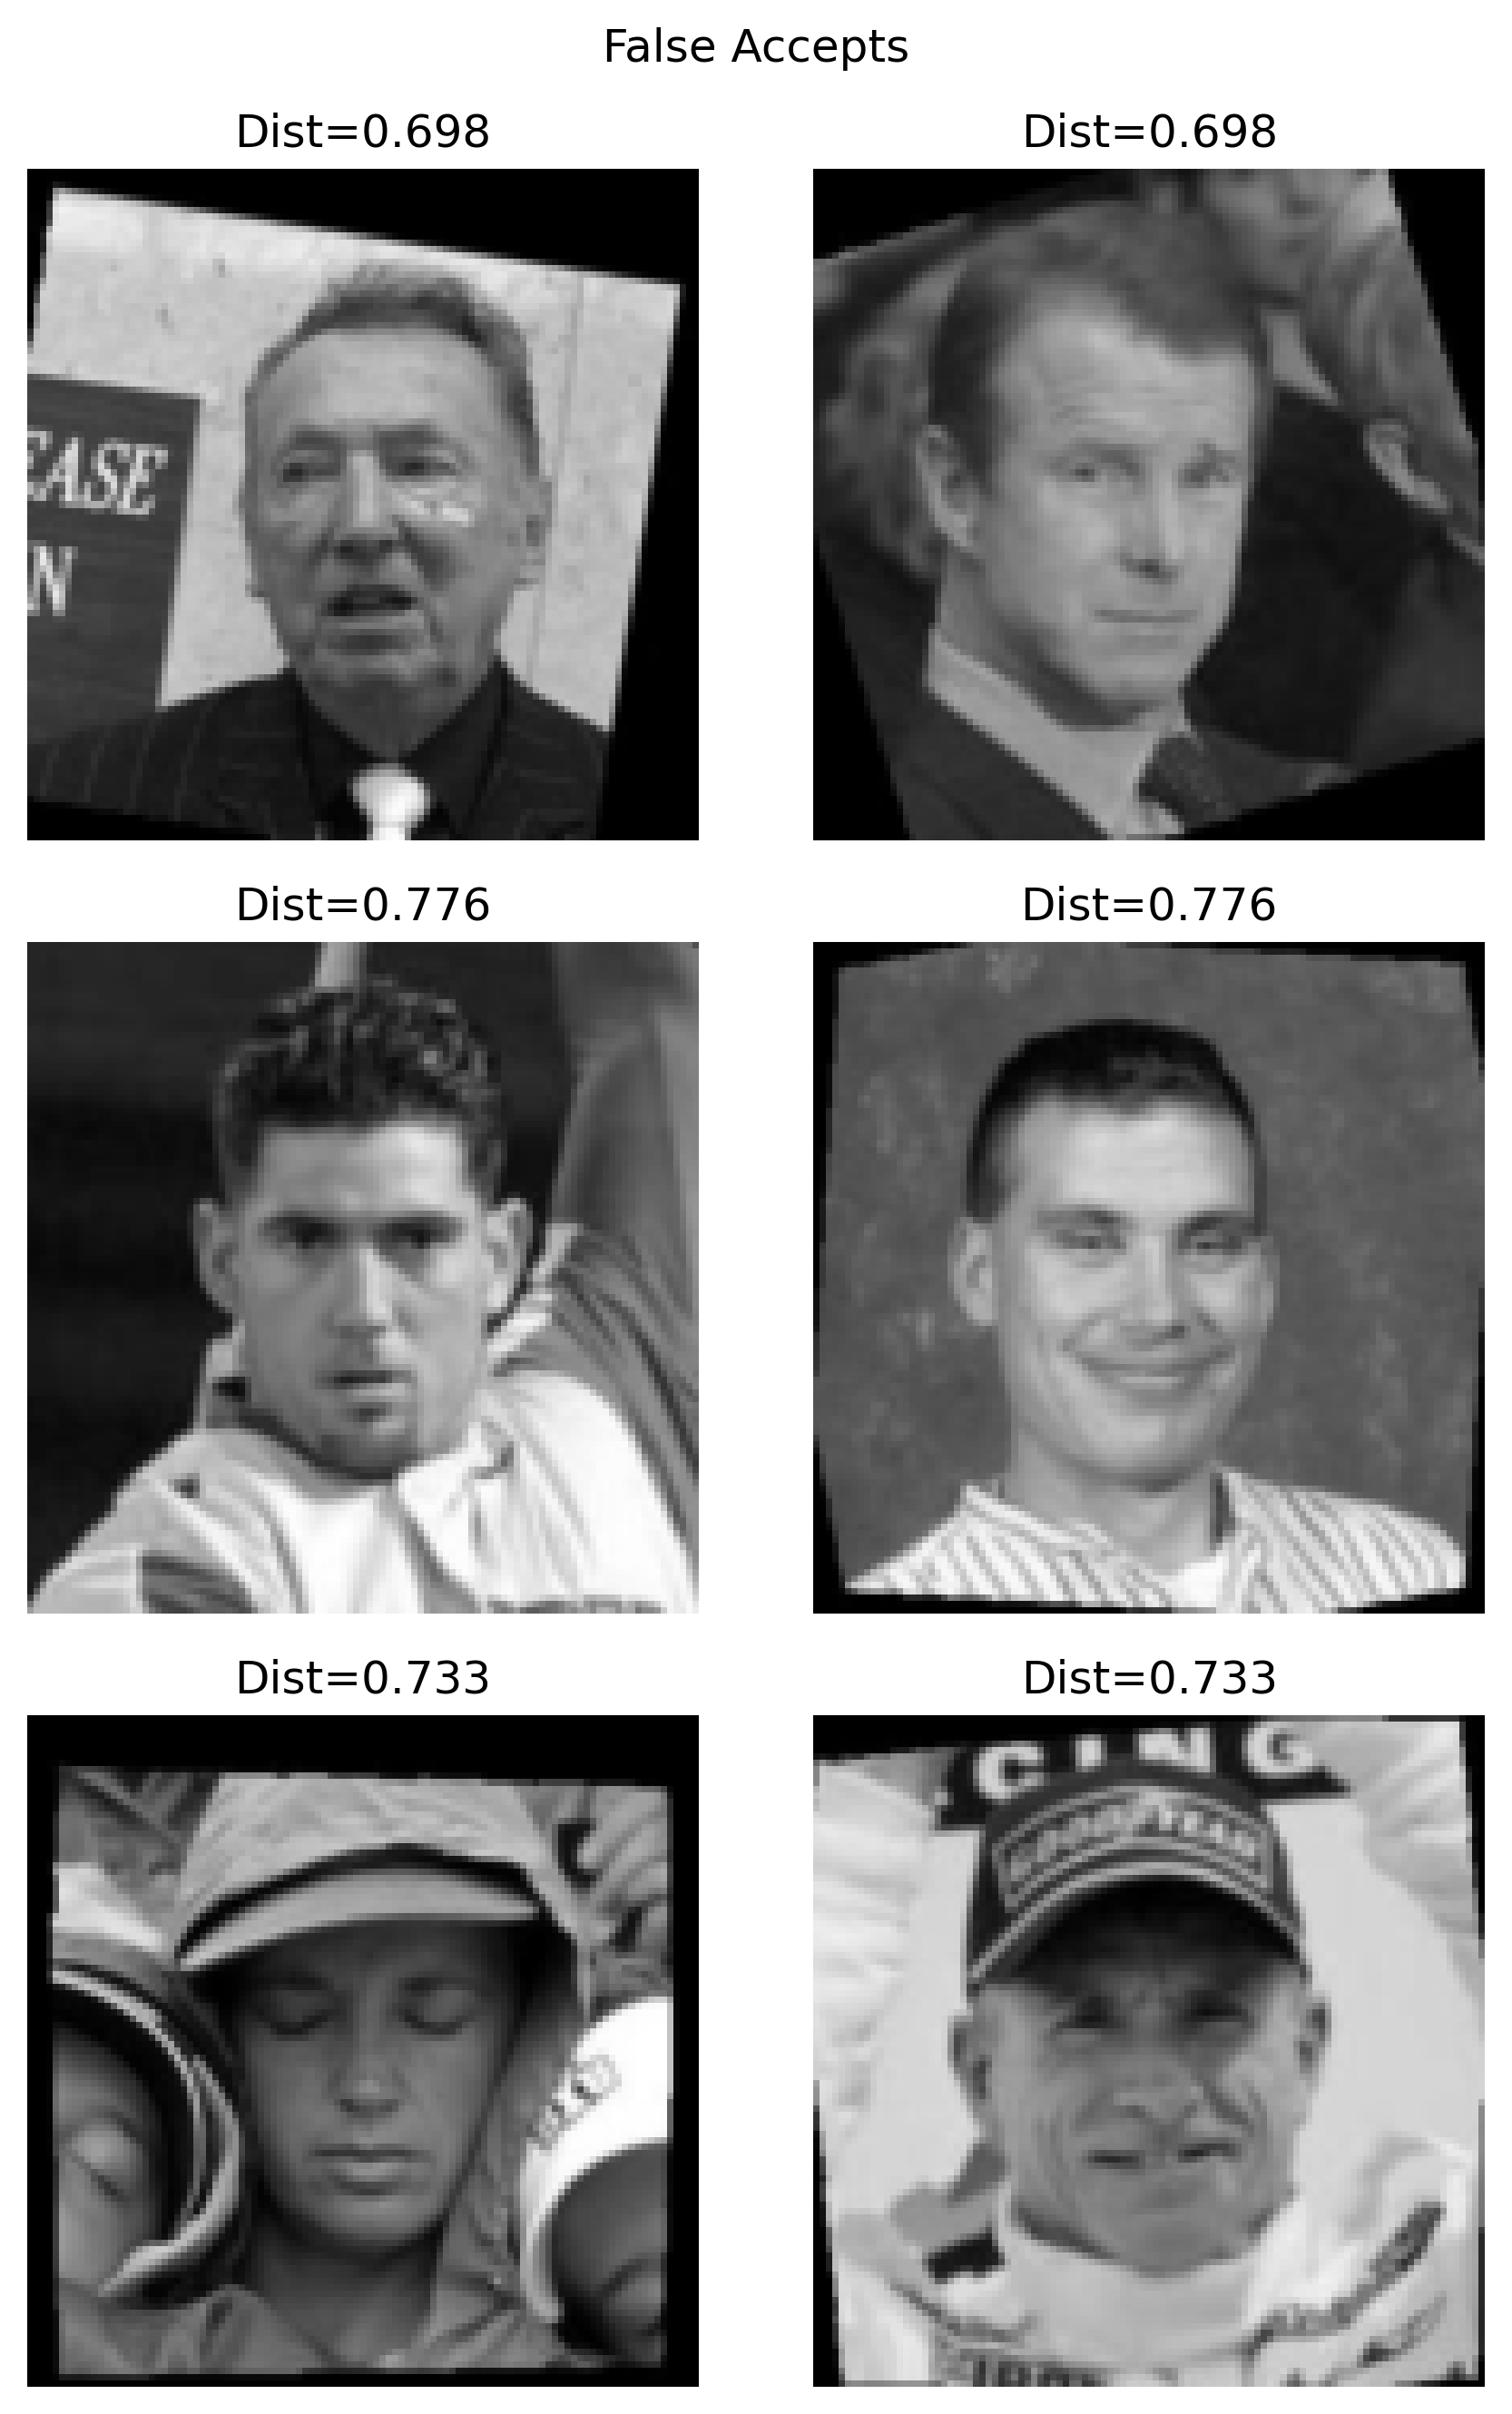 False Accepts
Dist=0.698 Dist=0.698
EASE
N
Dist=0.776 Dist=0.776
Dist=0.733 Dist=0.733
CING